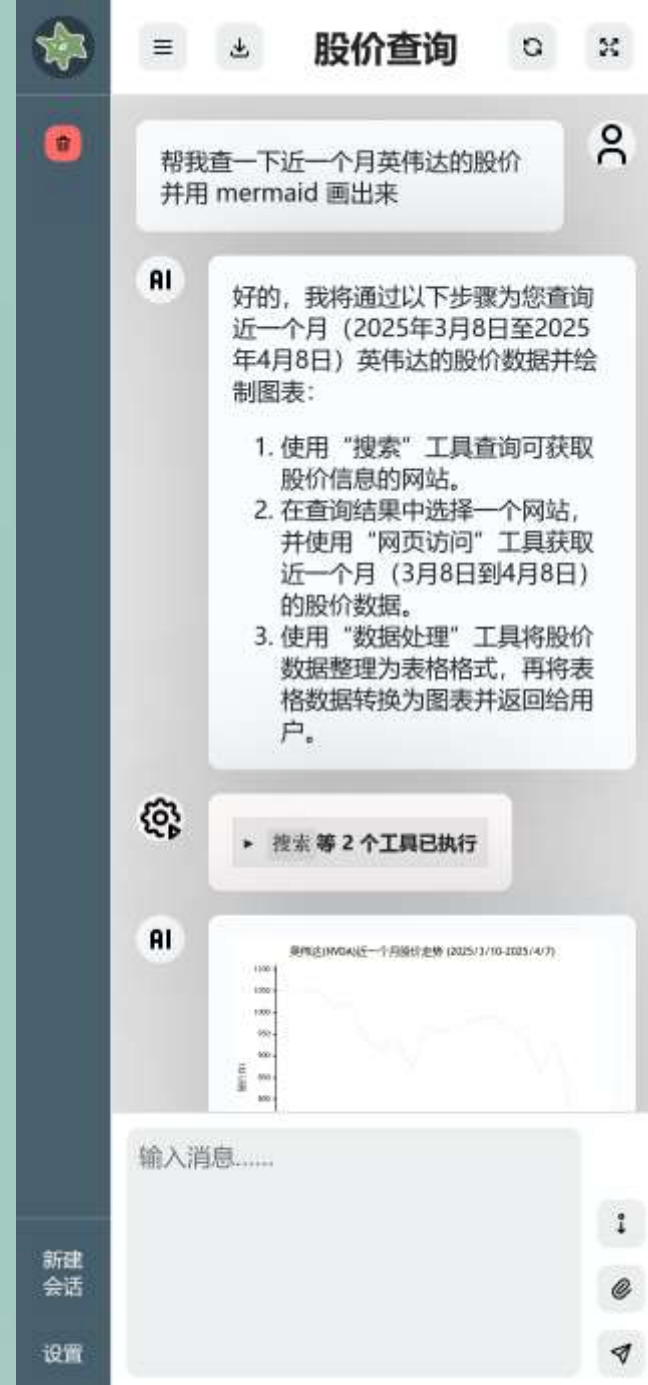 股价查询
帮我查一下近一个月英伟达的股价
并用 mermaid 画出来
AI
好的，我将通过以下步骤为您查询
近一个月（2025年3月8日至2025
年4月8日）英伟达的股价数据并绘
制图表：
1. 使用“搜索”工具查询可获取
股价信息的网站。
2. 在查询结果中选择一个网站，
并使用“网页访问”工具获取
近一个月（3月8日到4月8日）
的股价数据。
3. 使用“数据处理”工具将股价
数据整理为表格格式，再将表
格数据转换为图表并返回给用
户。
搜索等 2 个工具已执行
AI
英伟达(NVDA)近一个月股价走势 (2025/3/10-2025/4/7)
1100
1050
1000
950
900
850
800
输入消息……
新建
会话
设置